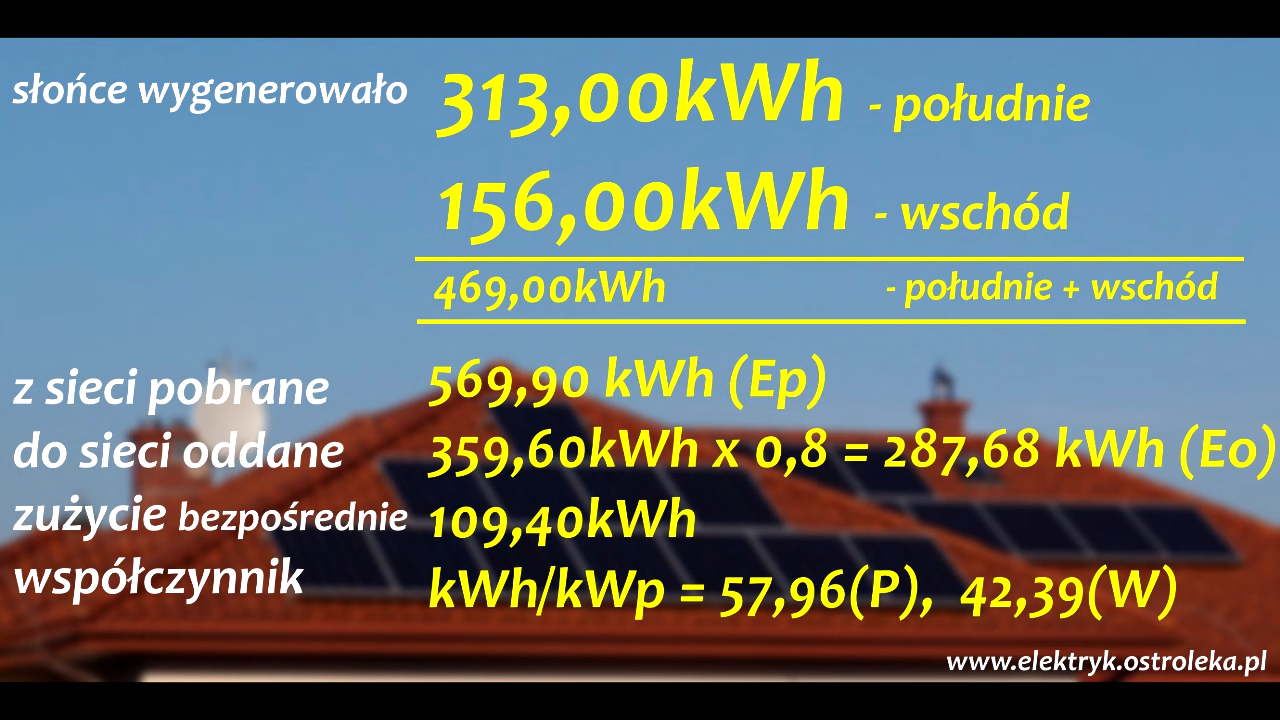 słońce wygenerowało 313,00kWh - południe
156,00kWh - wschód
469,00kWh - południe + wschód
z sieci pobrane 569,90 kWh (Ep)
do sieci oddane 359,60kWh x 0,8 = 287,68 kWh (Eo)
zużycie bezpośrednie 109,40kWh
współczynnik kWh/kWp = 57,96(P), 42,39(W)
www.elektryk.ostroleka.pl